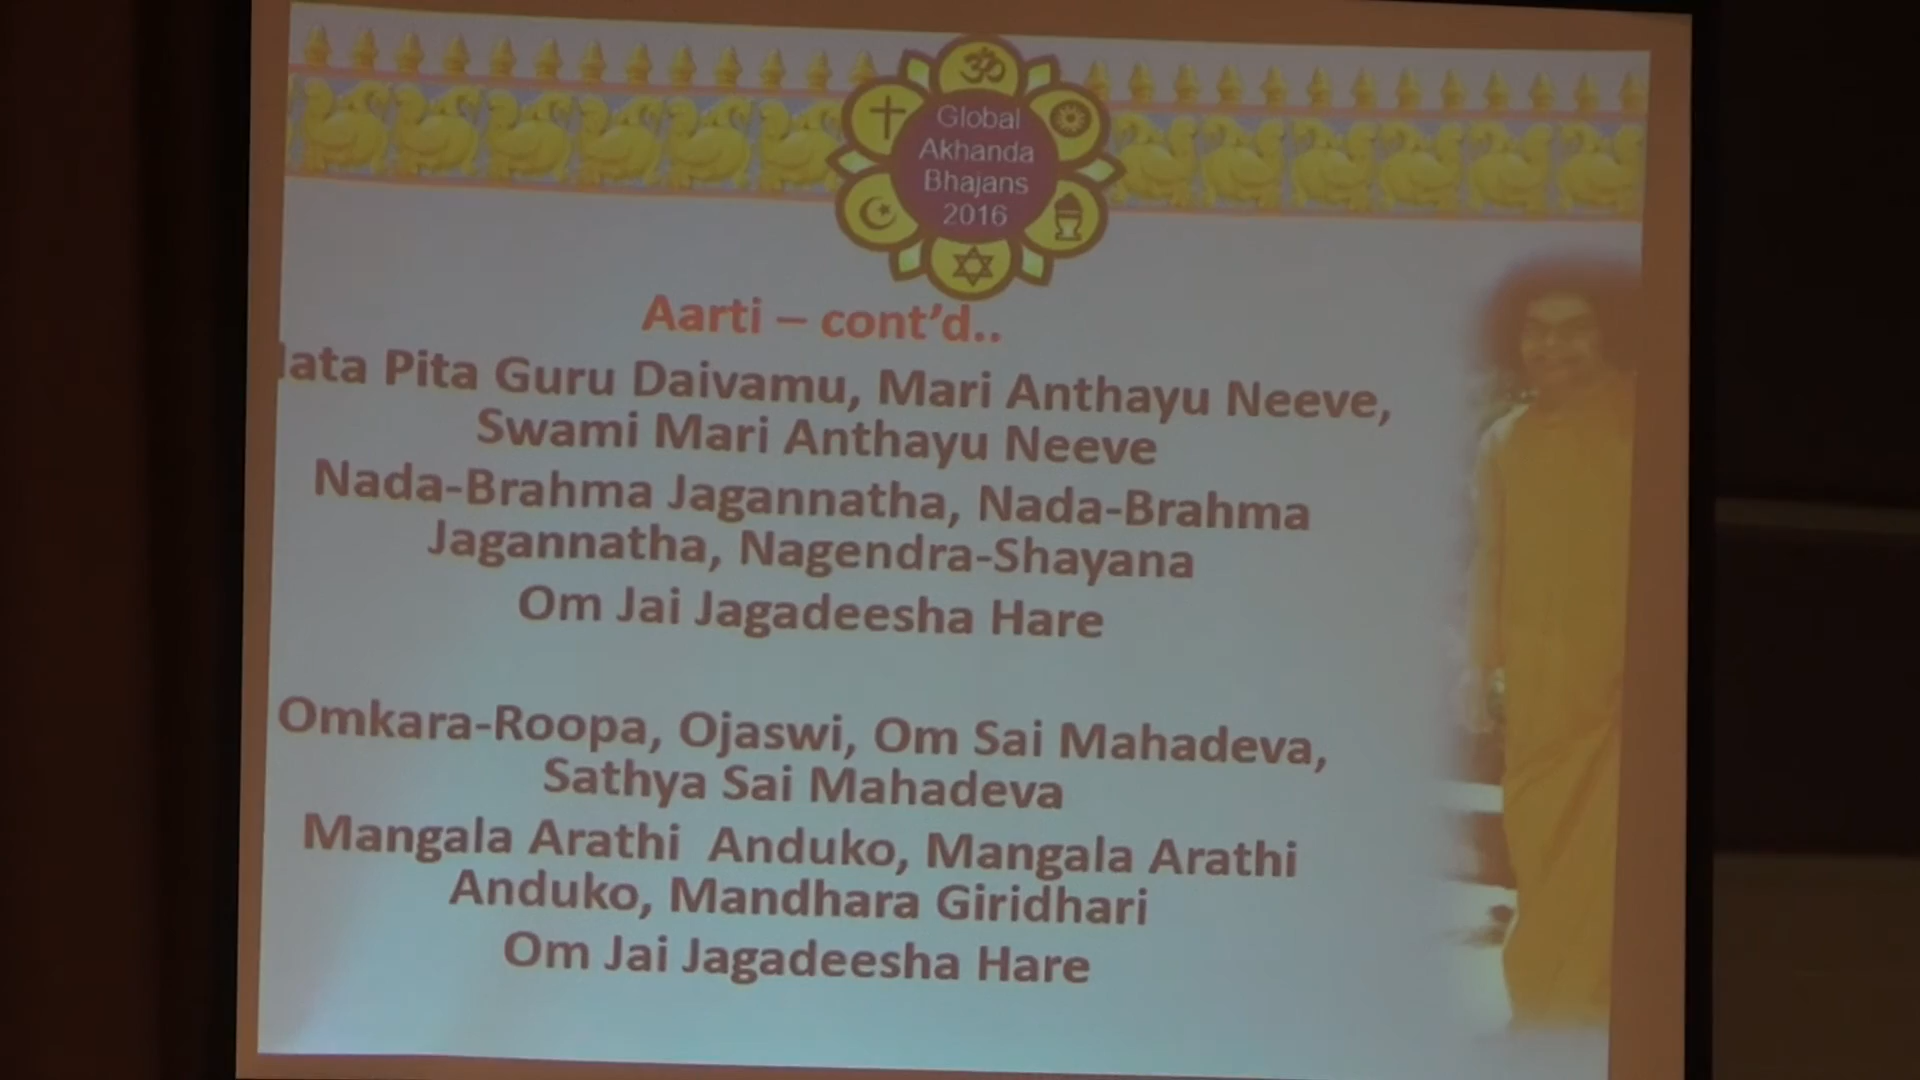 Global
Akhanda
Bhajans
2016
Aarti – cont’d..
Pita Guru Daivamu, Mari Anthayu Neeve,
Swami Mari Anthayu Neeve
Nada-Brahma Jagannatha, Nada-Brahma
Jagannatha, Nagendra-Shayana
Om Jai Jagadeesha Hare
Omkara-Roopa, Ojaswi, Om Sai Mahadeva,
Sathya Sai Mahadeva
Mangala Arathi Anduko, Mangala Arathi
Anduko, Mandhara Giridhari
Om Jai Jagadeesha Hare